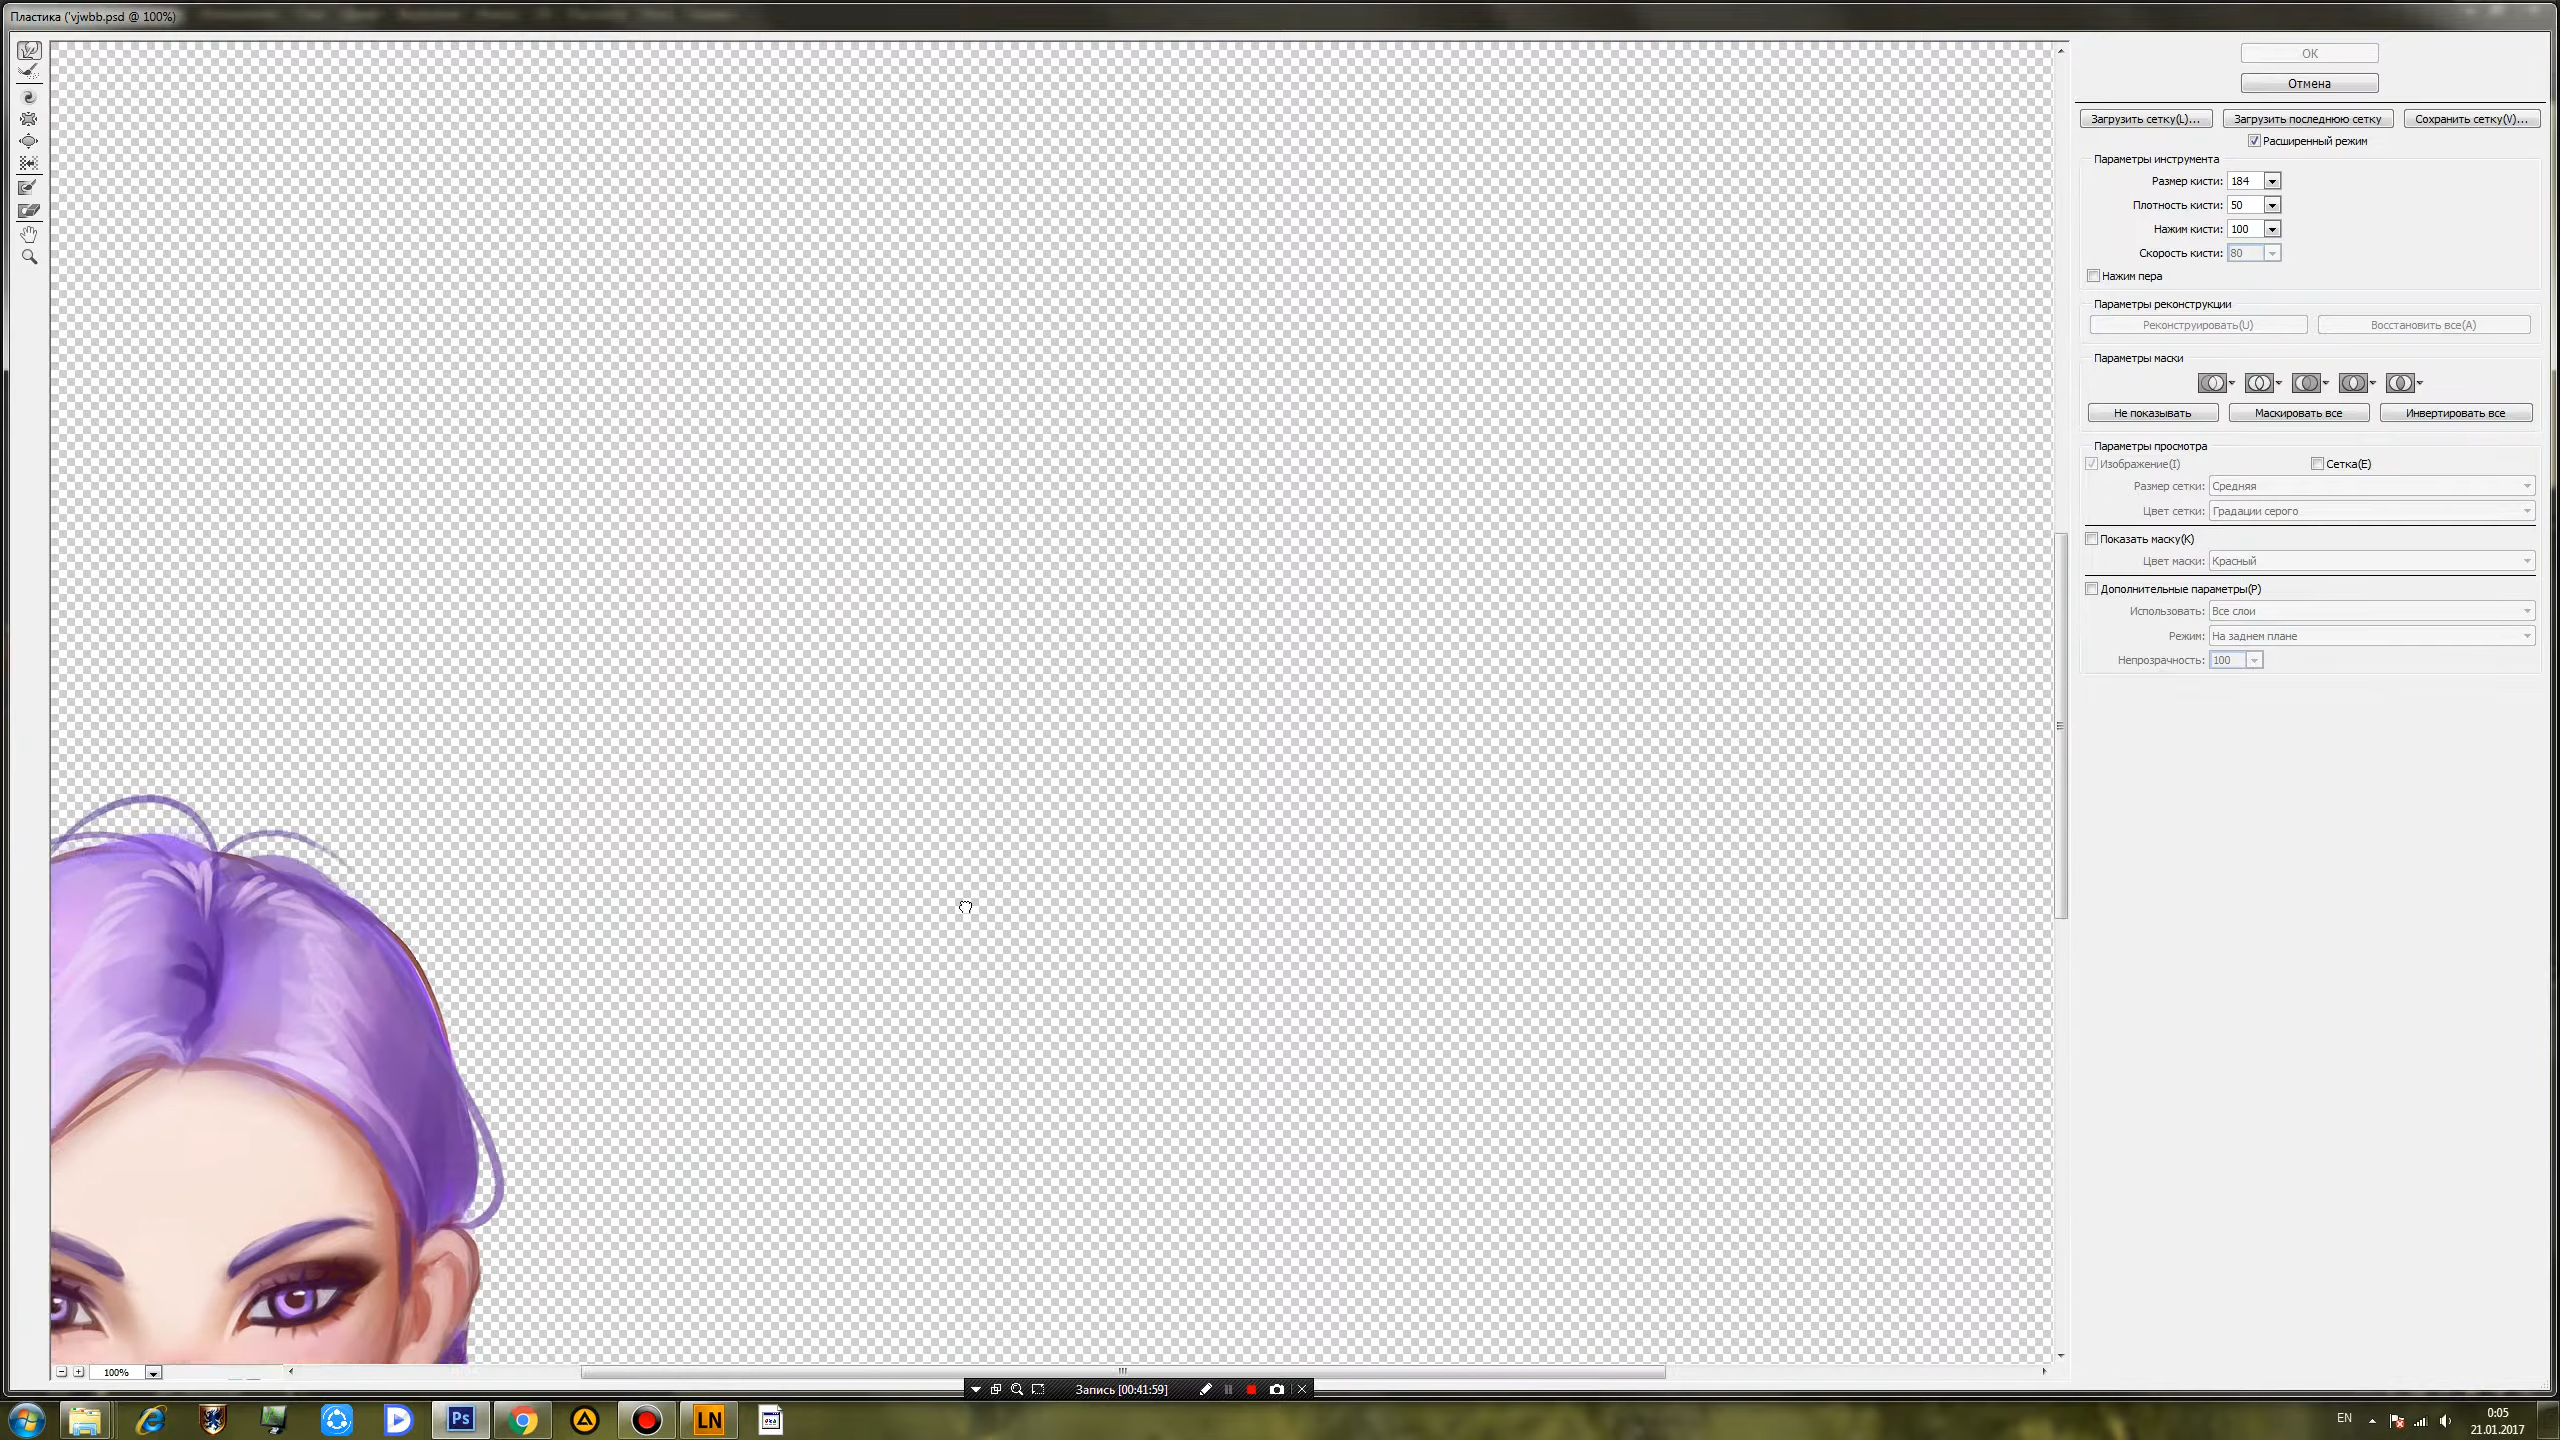 Пластика ('vjwbb.psd @ 100%)
ОК
Отмена
Загрузить сетку(L)... Загрузить последнюю сетку Сохранить сетку(V)...
Расширенный режим
Параметры инструмента
Размер кисти: 184
Плотность кисти: 50
Нажим кисти: 100
Скорость кисти: 80
Нажим пера
Параметры реконструкции
Реконструировать(U) Восстановить все(A)
Параметры маски
Не показывать Маскировать все Инвертировать все
Параметры просмотра
Изображение(I) Сетка(E)
Размер сетки: Средняя
Цвет сетки: Градации серого
Показать маску(K)
Цвет маски: Красный
Дополнительные параметры(P)
Использовать: Все слои
Режим: На заднем плане
Непрозрачность: 100
100%
Запись [00:41:59]
Ps LN EN 0:05
21.01.2017